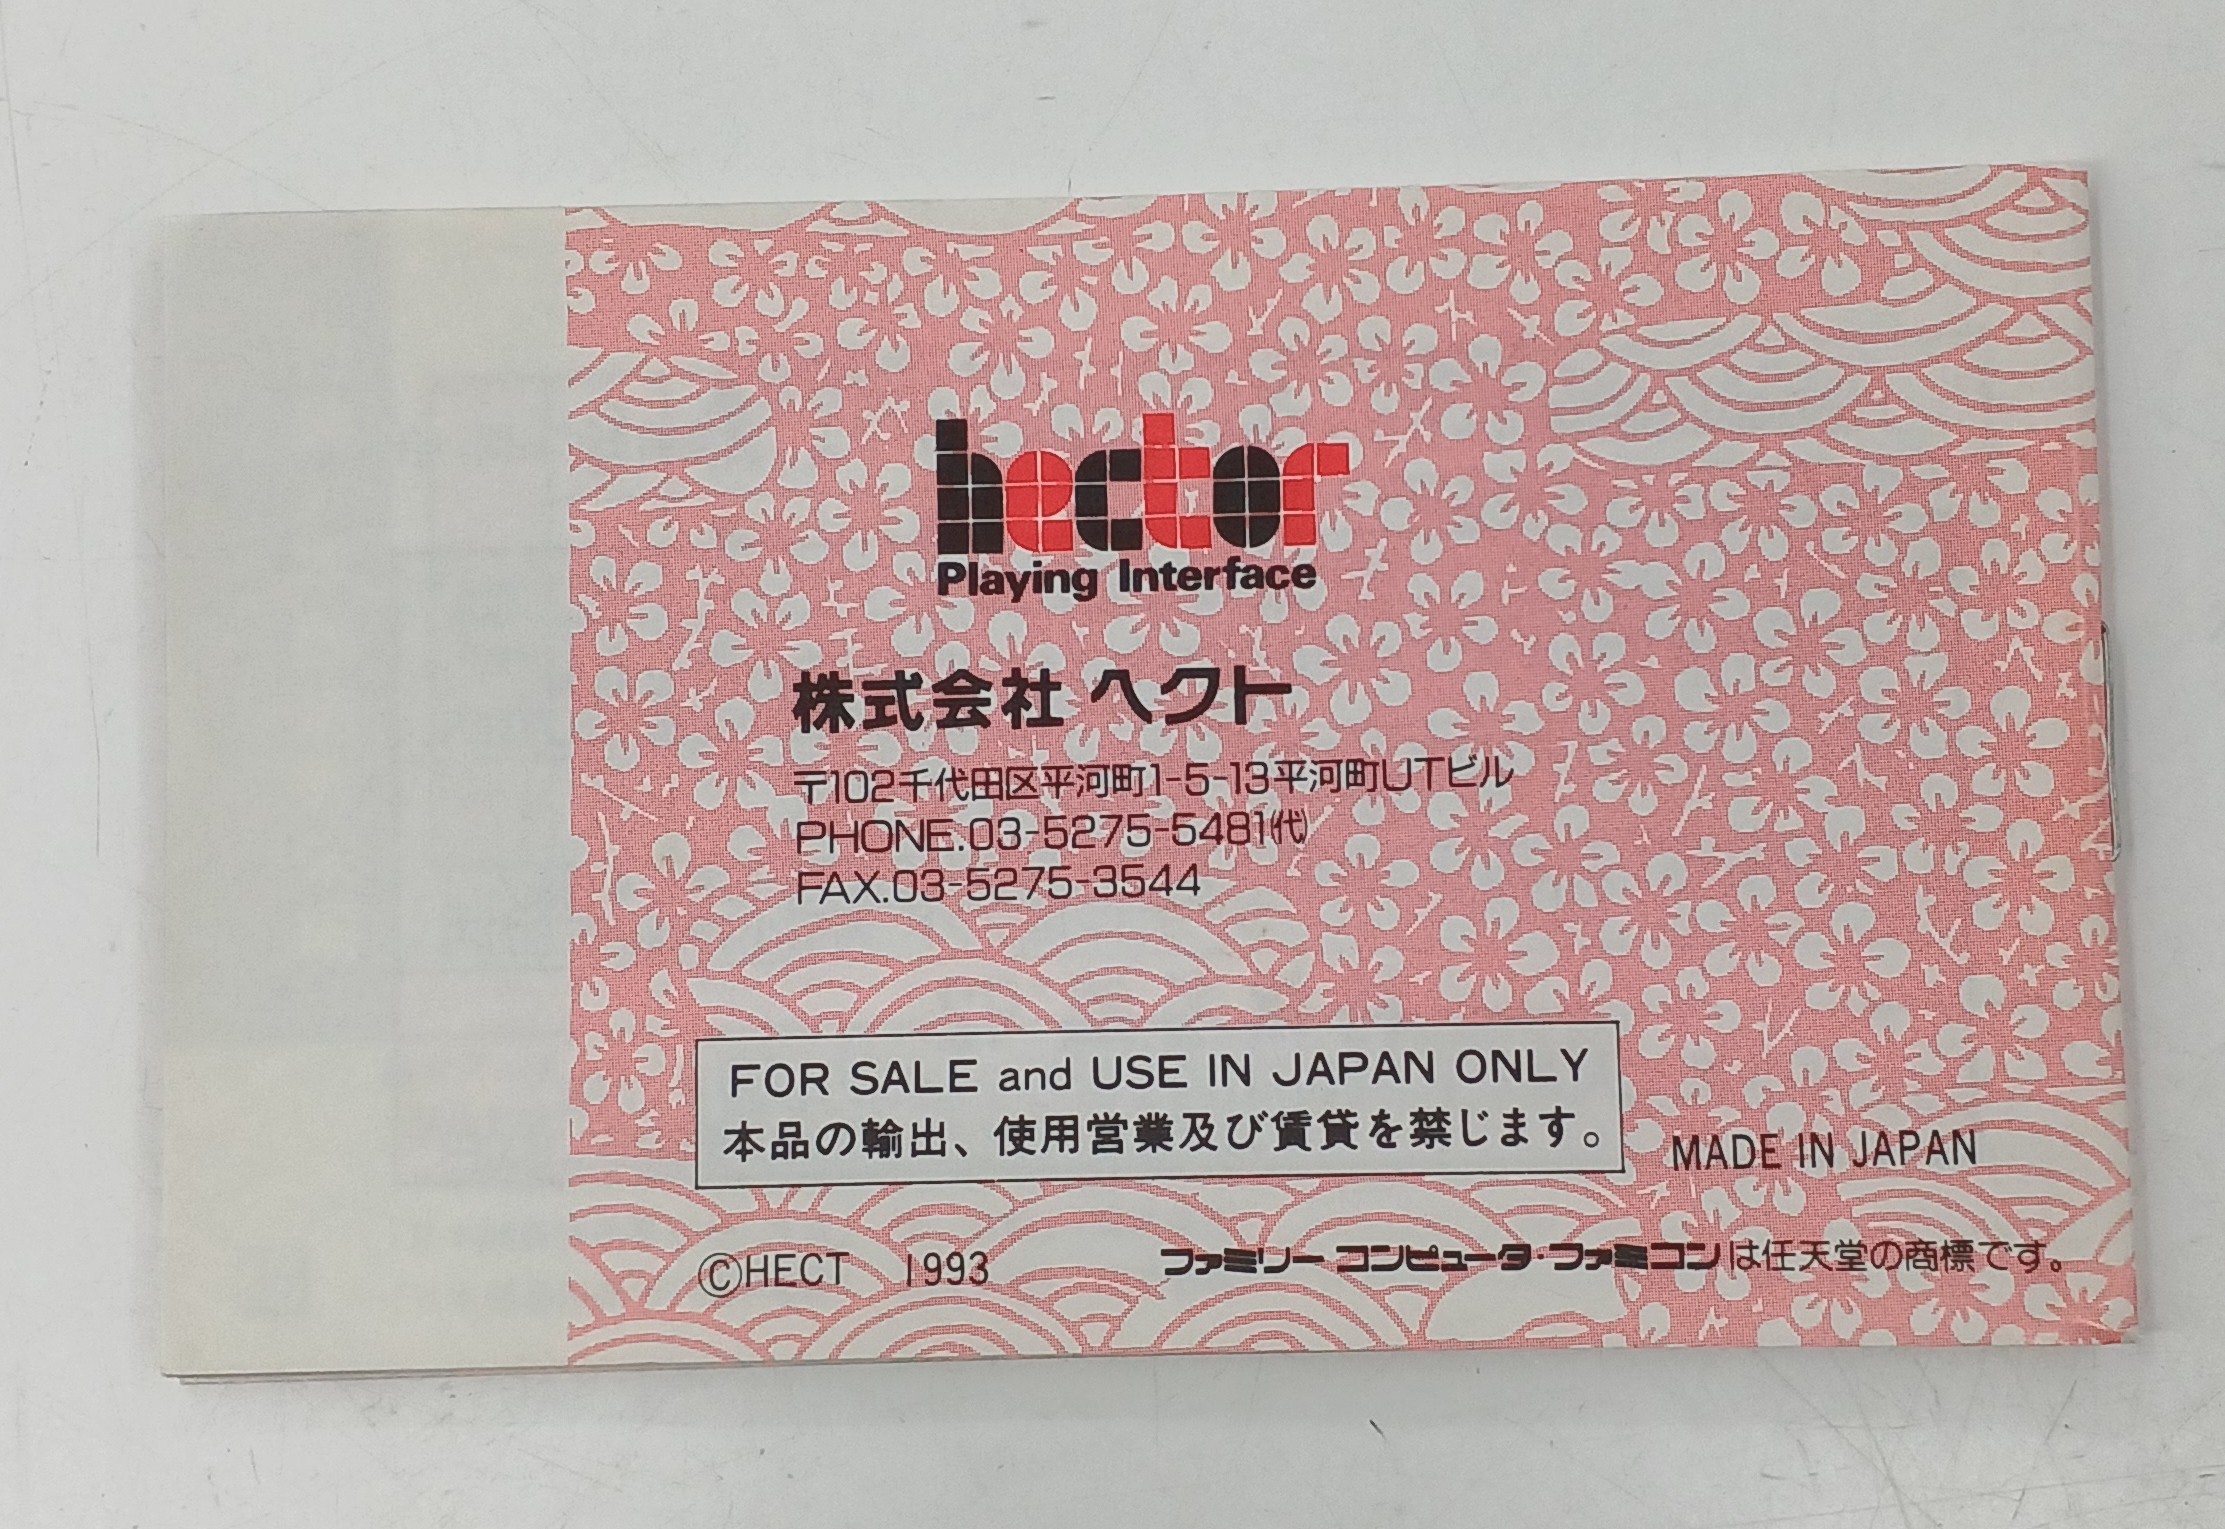 hector
Playing Interface
株式会社 ヘクト
〒102千代田区平河町1-5-13平河町UTビル
PHONE.03-5275-5481(代)
FAX.03-5275-3544
FOR SALE and USE IN JAPAN ONLY
本品の輸出、使用営業及び賃貸を禁じます。
MADE IN JAPAN
©HECT 1993
ファミリーコンピュータ・ファミコンは任天堂の商標です。